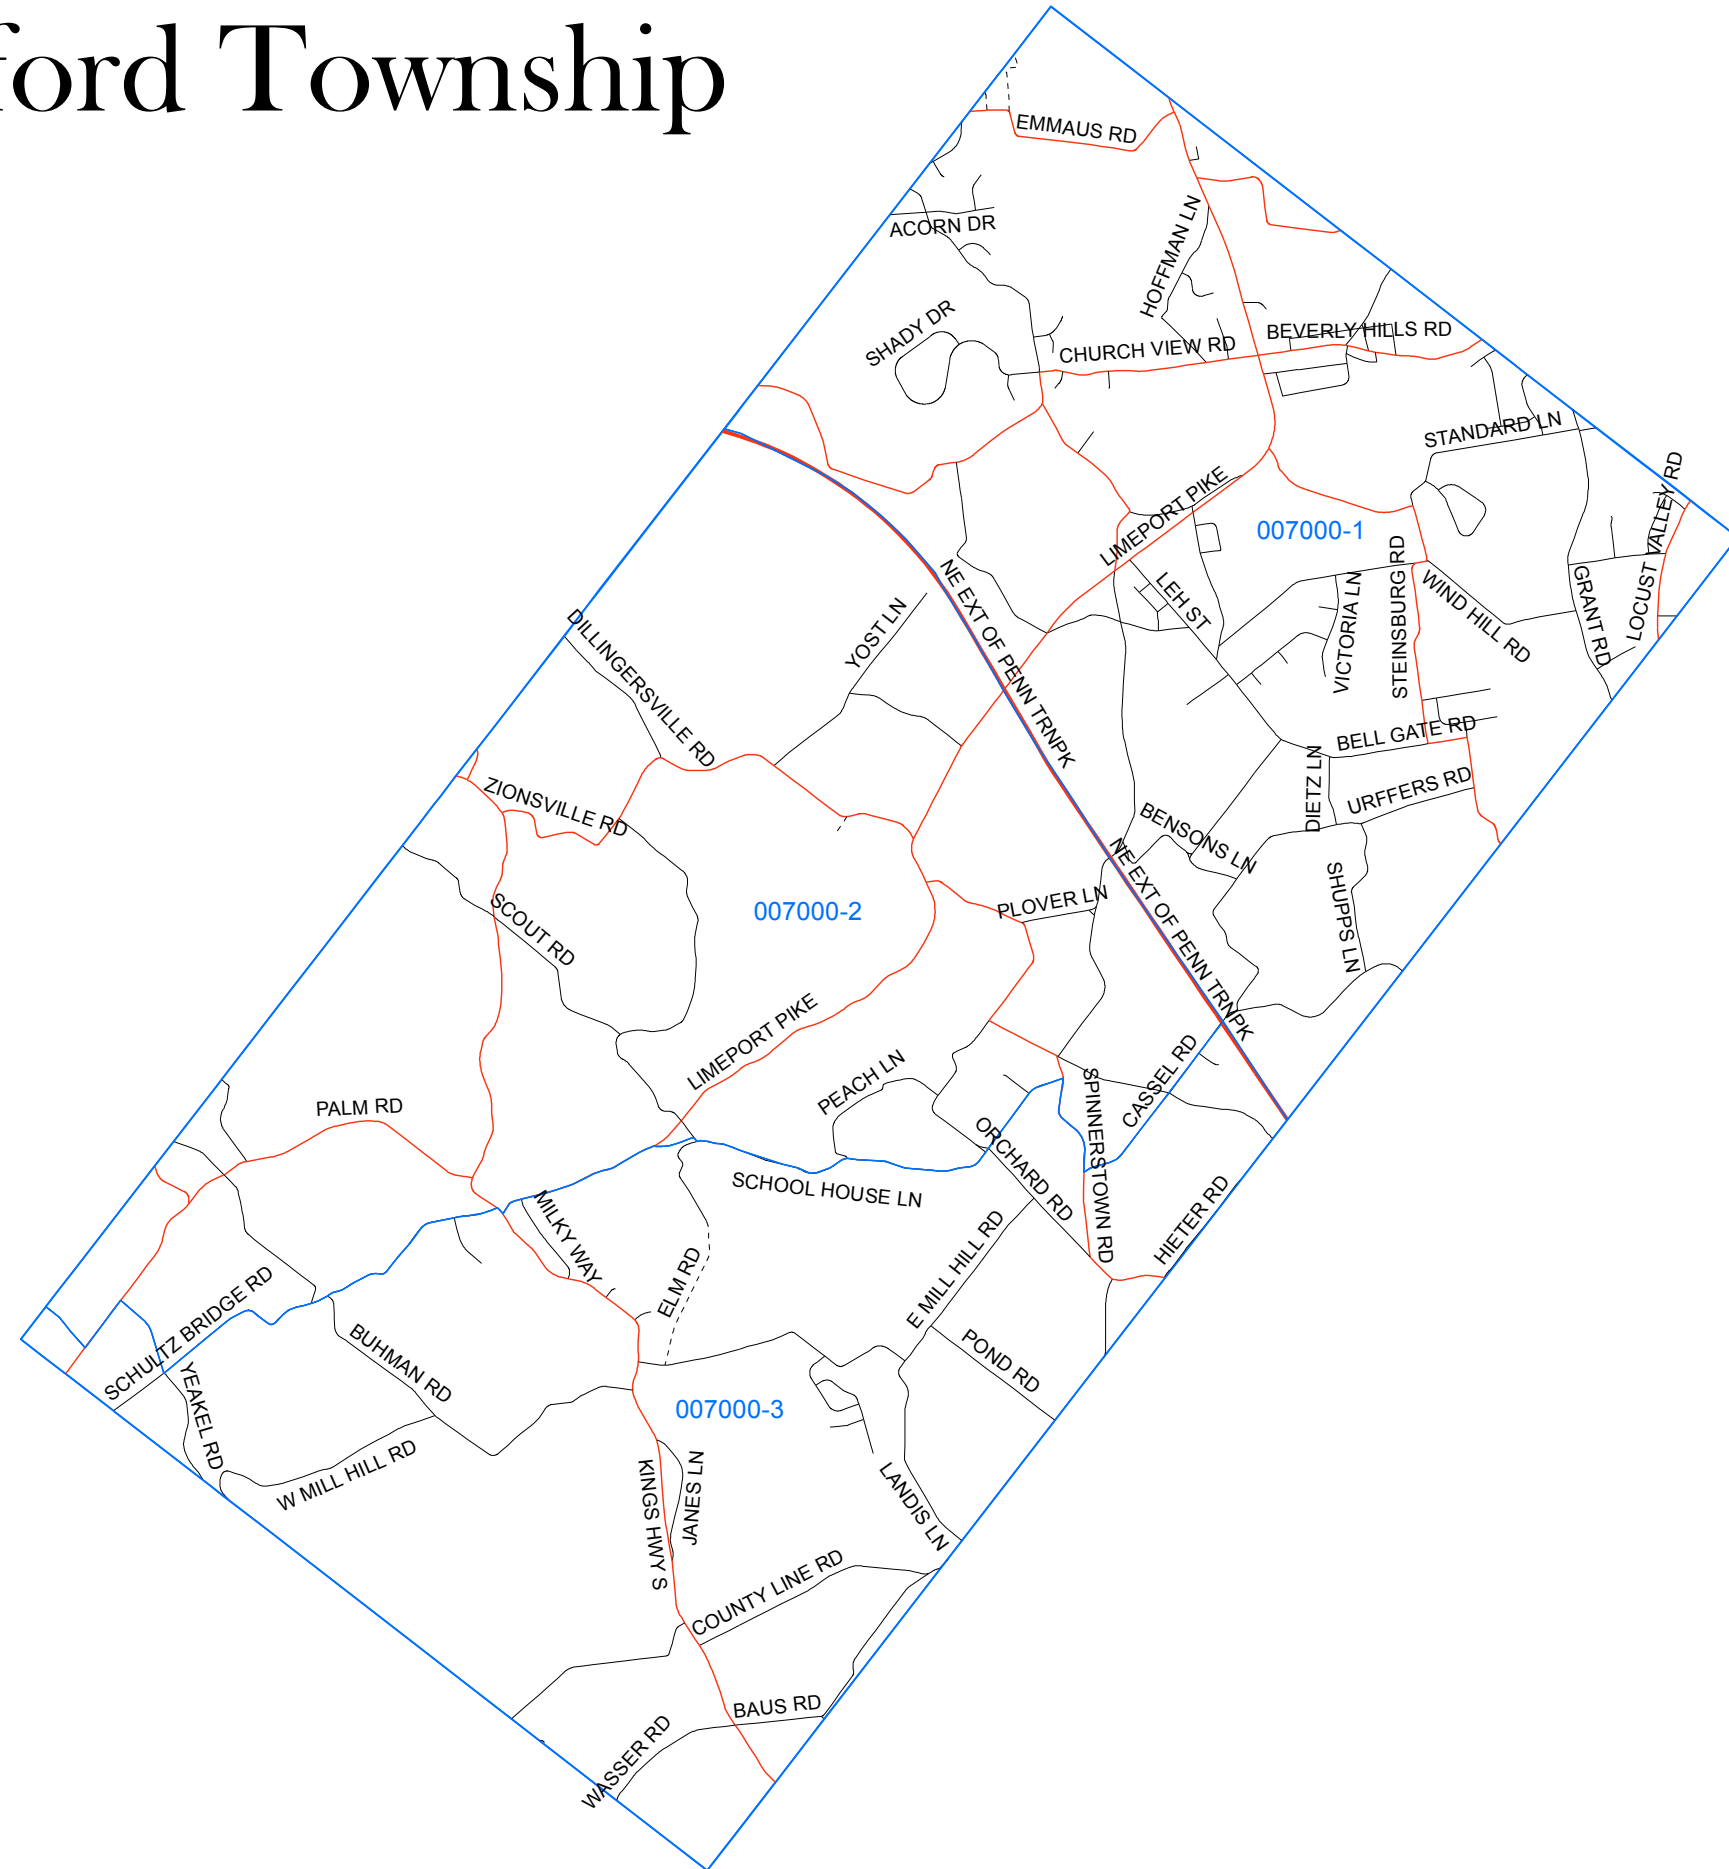 ford Township
EMMAUS RD
ACORN DR
HOFFMAN LN
SHADY DR
CHURCH VIEW RD
BEVERLY HILLS RD
STANDARD LN
LIMEPORT PIKE
007000-1
LOCUST VALLEY RD
NE EXT OF PENN TRNPK
LEH ST
VICTORIA LN
STEINSBURG RD
WIND HILL RD
GRANT RD
DILLINGERSVILLE RD
YOST LN
BELL GATE RD
DIETZ LN
URFFERS RD
ZIONSVILLE RD
BENSONS LN
SHUPPS LN
SCOUT RD
007000-2
PLOVER LN
NE EXT OF PENN TRNPK
LIMEPORT PIKE
PEACH LN
CASSEL RD
SPINNERSTOWN RD
PALM RD
ORCHARD RD
SCHOOL HOUSE LN
MILKY WAY
HIETER RD
ELM RD
E MILL HILL RD
SCHULTZ BRIDGE RD
BUHMAN RD
POND RD
YEAKEL RD
007000-3
W MILL HILL RD
KINGS HWY S
JANES LN
LANDIS LN
COUNTY LINE RD
BAUS RD
WASSER RD